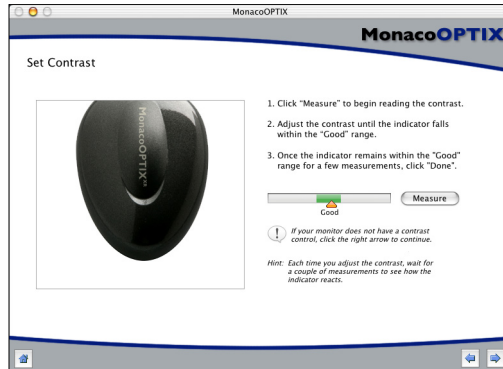 MonacoOPTIX
MonacoOPTIX
Set Contrast
MonacoOPTIX
1. Click “Measure” to begin reading the contrast.
2. Adjust the contrast until the indicator falls
within the “Good” range.
3. Once the indicator remains within the "Good"
range for a few measurements, click "Done".
Measure
Good
If your monitor does not have a contrast
control, click the right arrow to continue.
Hint: Each time you adjust the contrast, wait for
a couple of measurements to see how the
indicator reacts.